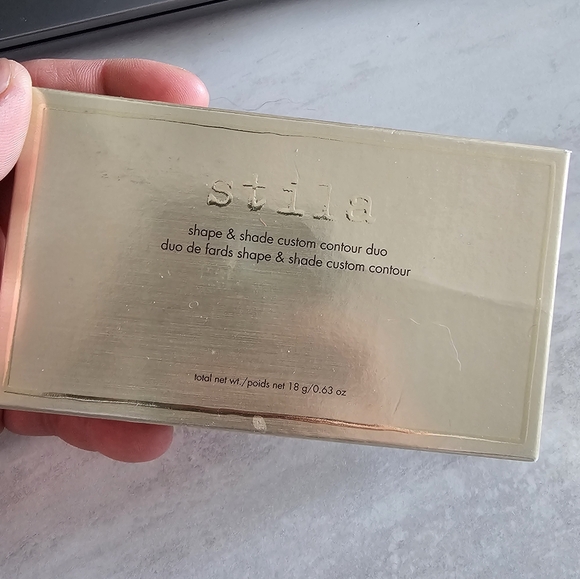 stila
shape & shade custom contour duo
duo de fards shape & shade custom contour
total net wt./poids net 18 g/0.63 oz